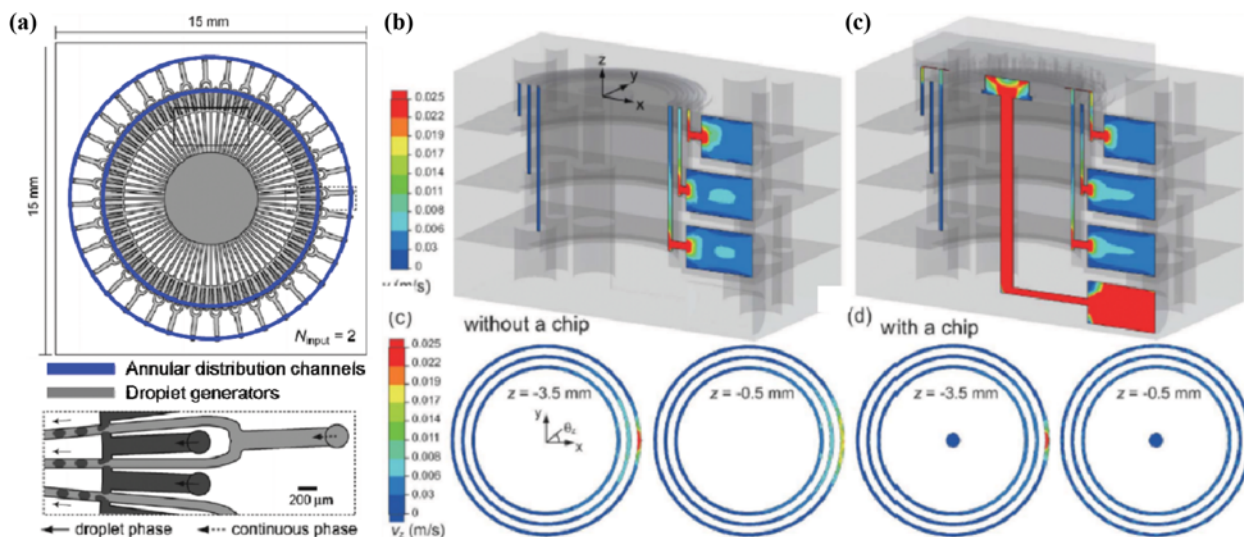 (a)
15 mm
15 mm
N_input = 2
Annular distribution channels
Droplet generators
200 μm
droplet phase
continuous phase
(b)
z
y
x
0.025
0.022
0.019
0.017
0.014
0.011
0.008
0.006
0.03
0
(m/s)
(c)
(c)
without a chip
0.025
0.022
0.019
0.017
0.014
0.011
0.008
0.006
0.03
0
v_z (m/s)
z = -3.5 mm
y
θ_z
x
z = -0.5 mm
(d)
with a chip
z = -3.5 mm
z = -0.5 mm